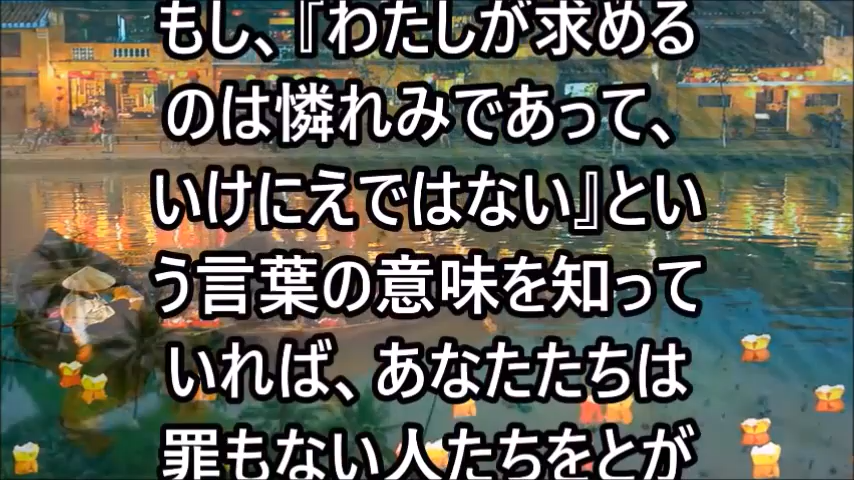 もし、『わたしが求める
のは憐れみであって、
いけにえではない』とい
う言葉の意味を知って
いれば、あなたたちは
罪もない人たちをとが